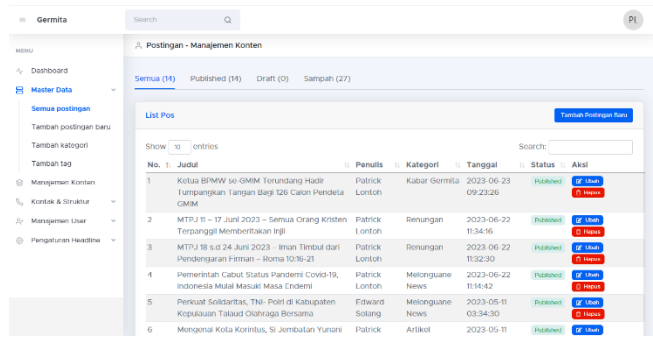 Germita
Search
PL
MENU
Postingan - Manajemen Konten
Dashboard
Master Data
Semua postingan
Tambah postingan baru
Tambah kategori
Tambah tag
Manajemen Konten
Kontak & Struktur
Manajemen User
Pengaturan Headline
Semua (14) Published (14) Draft (0) Sampah (27)
List Pos
Tambah Postingan Baru
Show 10 entries
Search:
No. Judul Penulis Kategori Tanggal Status Aksi
1 Ketua BPMW se-GMIM Terundang Hadir Patrick Kabar Germita 2023-06-23 Published Ubah
Tumpangkan Tangan Bagi 126 Calon Pendeta Lontoh 09:23:26 Hapus
GMIM
2 MTPJ 11 – 17 Juni 2023 – Semua Orang Kristen Patrick Renungan 2023-06-22 Published Ubah
Terpanggil Memberitakan Injil Lontoh 11:34:16 Hapus
3 MTPJ 18 s.d 24 Juni 2023 – Iman Timbul dari Patrick Renungan 2023-06-22 Published Ubah
Pendengaran Firman – Roma 10:16-21 Lontoh 11:32:30 Hapus
4 Pemerintah Cabut Status Pandemi Covid-19, Patrick Melonguane 2023-06-22 Published Ubah
Indonesia Mulai Masuki Masa Endemi Lontoh News 11:14:42 Hapus
5 Perkuat Solidaritas, TNI- Polri di Kabupaten Edward Melonguane 2023-05-11 Published Ubah
Kepulauan Talaud Olahraga Bersama Solang News 03:34:30 Hapus
6 Mengenal Kota Korintus, Si Jembatan Yunani Patrick Artikel 2023-05-11 Published Ubah